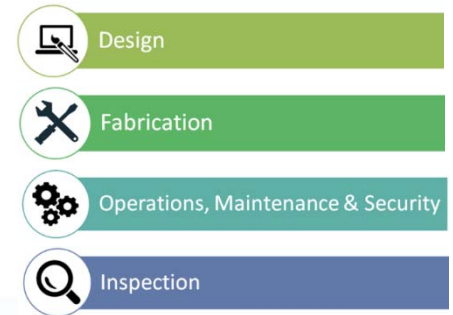 Design
Fabrication
Operations, Maintenance & Security
Inspection